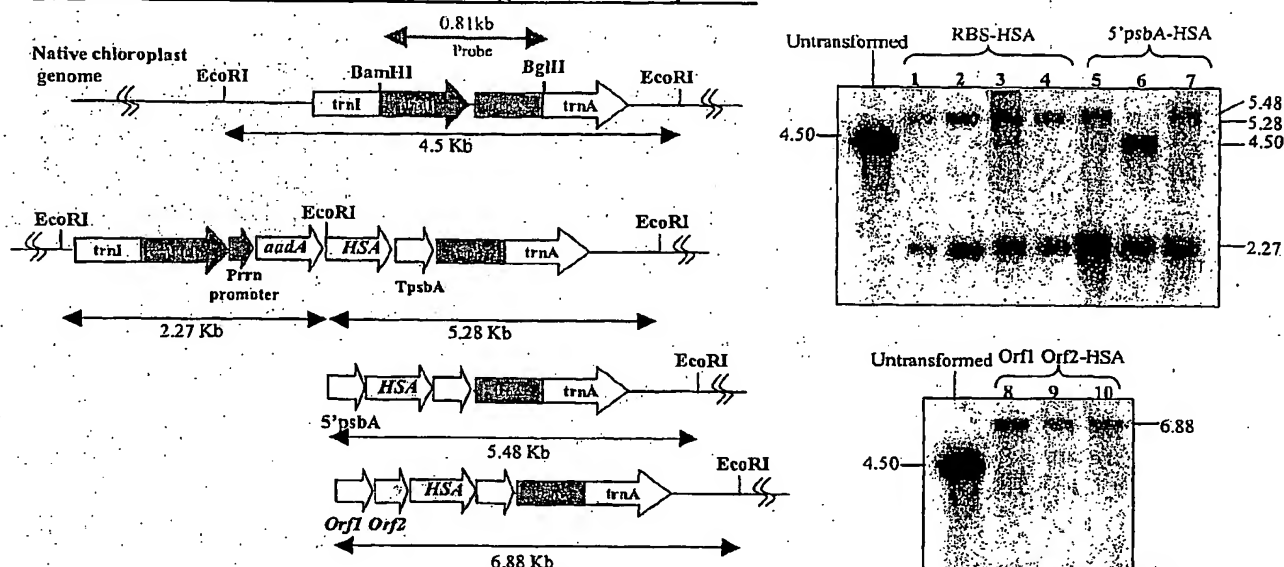 0.81kb
Probe
Native chloroplast
genome
EcoRI
BamHI
BglII
EcoRI
trnI
trnA
4.5 Kb
EcoRI
EcoRI
EcoRI
trnI
aadA
HSA
trnA
Prrn
promoter
TpsbA
2.27 Kb
5.28 Kb
EcoRI
HSA
trnA
5'psbA
5.48 Kb
EcoRI
HSA
trnA
Orf1 Orf2
6.88 Kb
Untransformed
RBS-HSA
5'psbA-HSA
1 2 3 4 5 6 7
4.50
5.48
5.28
4.50
2.27
Untransformed Orf1 Orf2-HSA
8 9 10
6.88
4.50